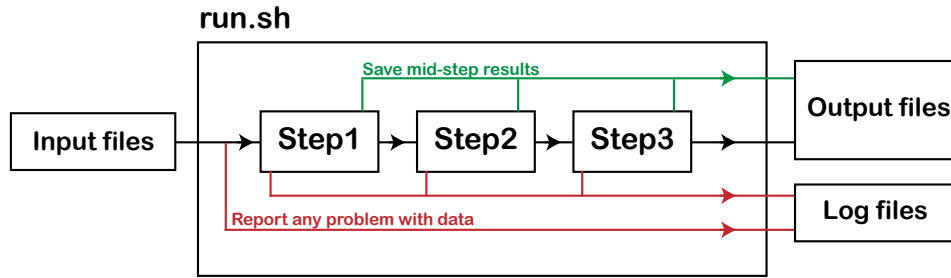 run.sh
Save mid-step results
Input files
Step1
Step2
Step3
Output files
Report any problem with data
Log files